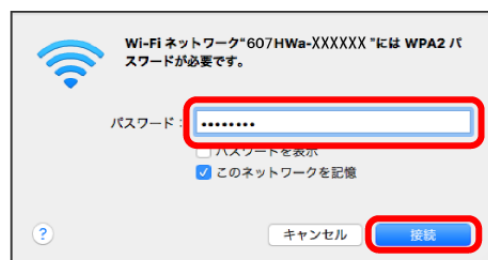 Wi-Fi ネットワーク“607HWa-XXXXXX ”には WPA2 パ
スワードが必要です。
パスワード： ••••••••
パスワードを表示
このネットワークを記憶
? キャンセル 接続